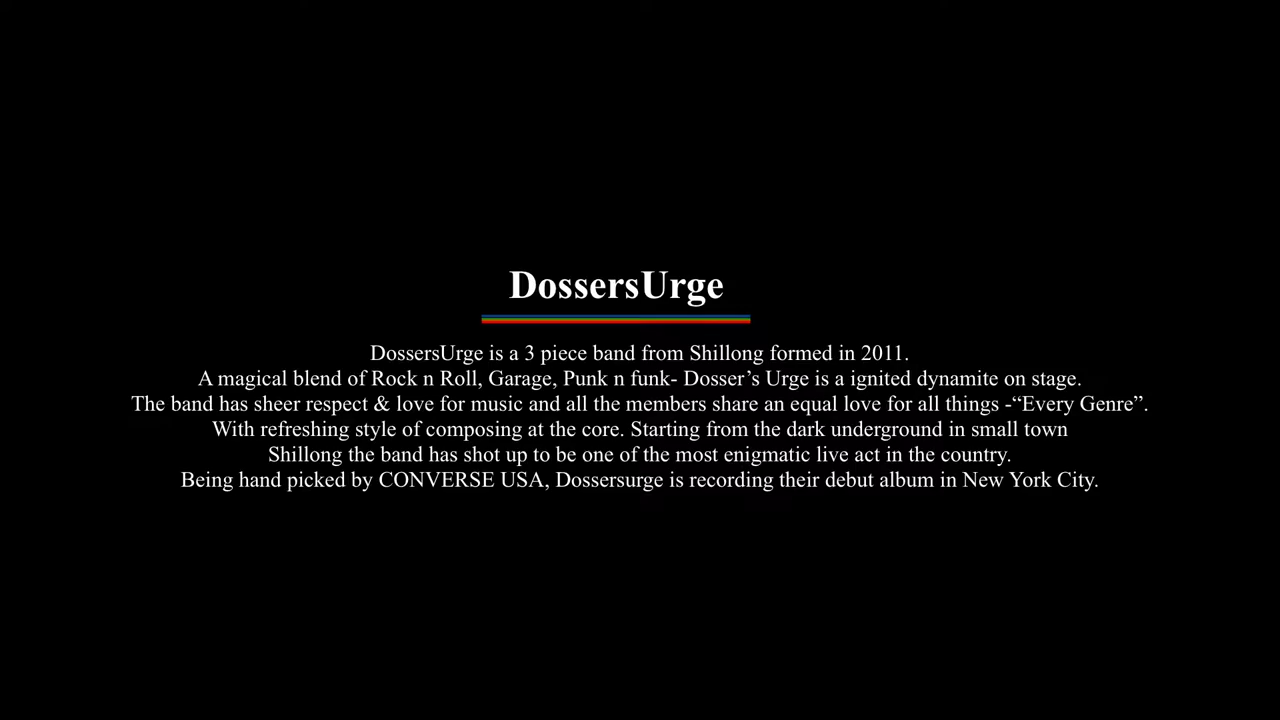 DossersUrge
DossersUrge is a 3 piece band from Shillong formed in 2011.
A magical blend of Rock n Roll, Garage, Punk n funk- Dosser’s Urge is a ignited dynamite on stage.
The band has sheer respect & love for music and all the members share an equal love for all things -“Every Genre”.
With refreshing style of composing at the core. Starting from the dark underground in small town
Shillong the band has shot up to be one of the most enigmatic live act in the country.
Being hand picked by CONVERSE USA, Dossersurge is recording their debut album in New York City.